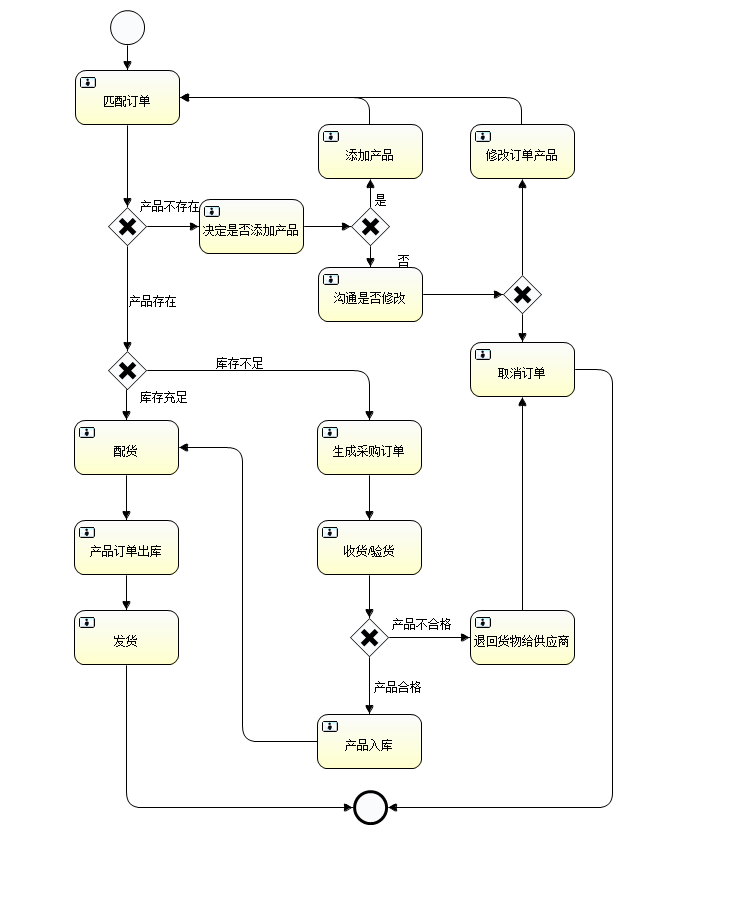 匹配订单
添加产品
修改订单产品
产品不存在
是
决定是否添加产品
否
沟通是否修改
产品存在
库存不足
取消订单
库存充足
配货
生成采购订单
产品订单出库
收货/验货
产品不合格
发货
退回货物给供应商
产品合格
产品入库